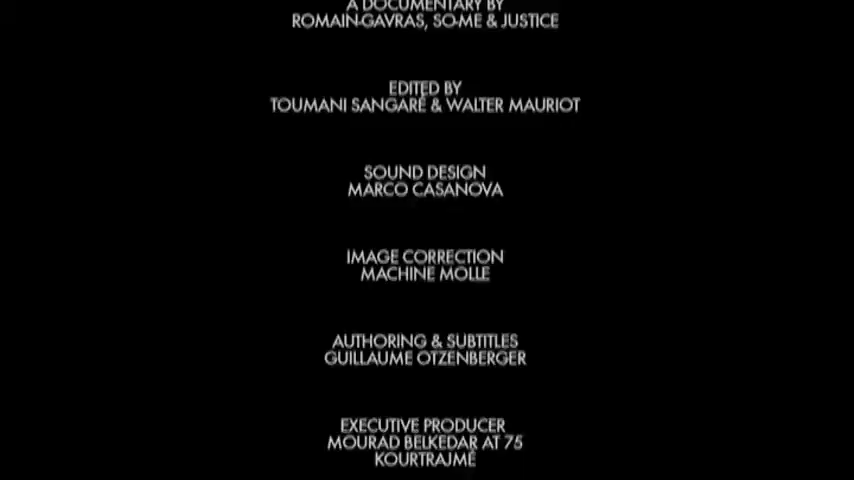 A DOCUMENTARY BY
ROMAIN-GAVRAS, SO-ME & JUSTICE
EDITED BY
TOUMANI SANGARÉ & WALTER MAURIOT
SOUND DESIGN
MARCO CASANOVA
IMAGE CORRECTION
MACHINE MOLLE
AUTHORING & SUBTITLES
GUILLAUME OTZENBERGER
EXECUTIVE PRODUCER
MOURAD BELKEDAR AT 75
KOURTRAJMÉ